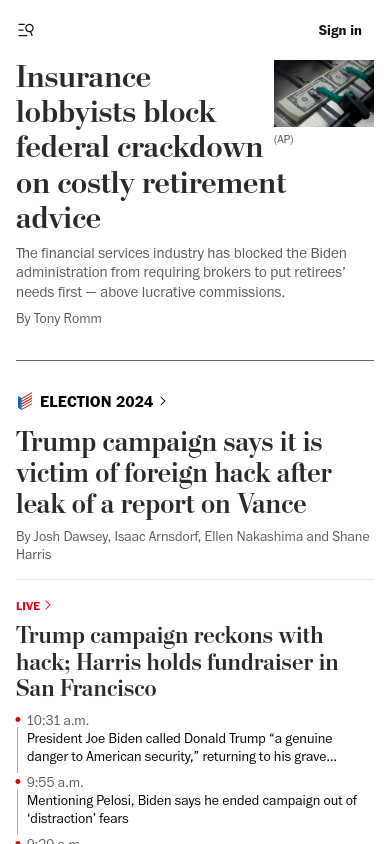 Sign in
Insurance
lobbyists block
federal crackdown
on costly retirement
advice
(AP)
The financial services industry has blocked the Biden
administration from requiring brokers to put retirees’
needs first — above lucrative commissions.
By Tony Romm
ELECTION 2024
Trump campaign says it is
victim of foreign hack after
leak of a report on Vance
By Josh Dawsey, Isaac Arnsdorf, Ellen Nakashima and Shane
Harris
LIVE
Trump campaign reckons with
hack; Harris holds fundraiser in
San Francisco
10:31 a.m.
President Joe Biden called Donald Trump “a genuine
danger to American security,” returning to his grave...
9:55 a.m.
Mentioning Pelosi, Biden says he ended campaign out of
‘distraction’ fears